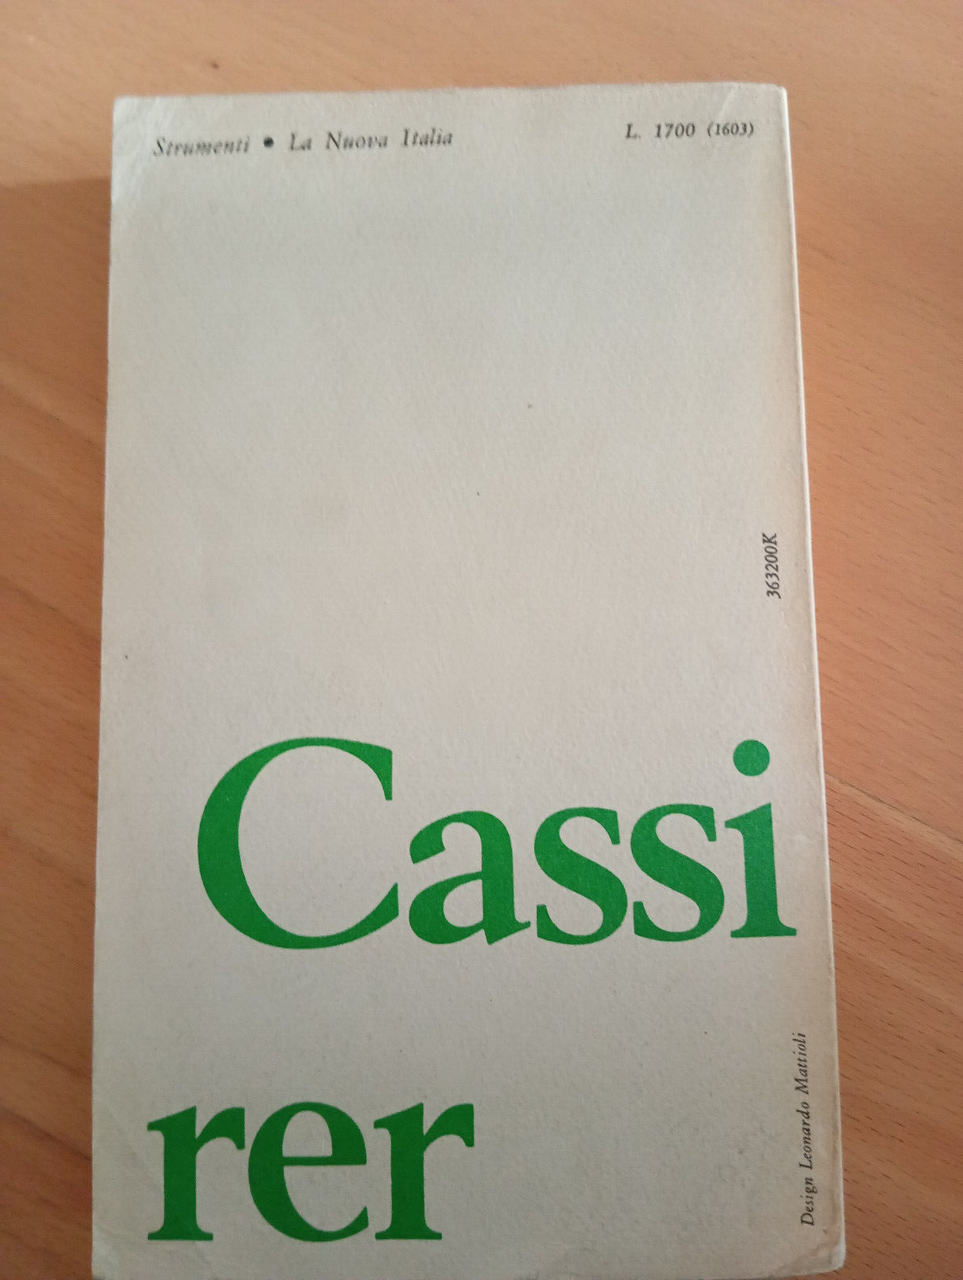 Strumenti • La Nuova Italia
L. 1700 (1603)
363200K
Cassi
rer
Design Leonardo Mattioli